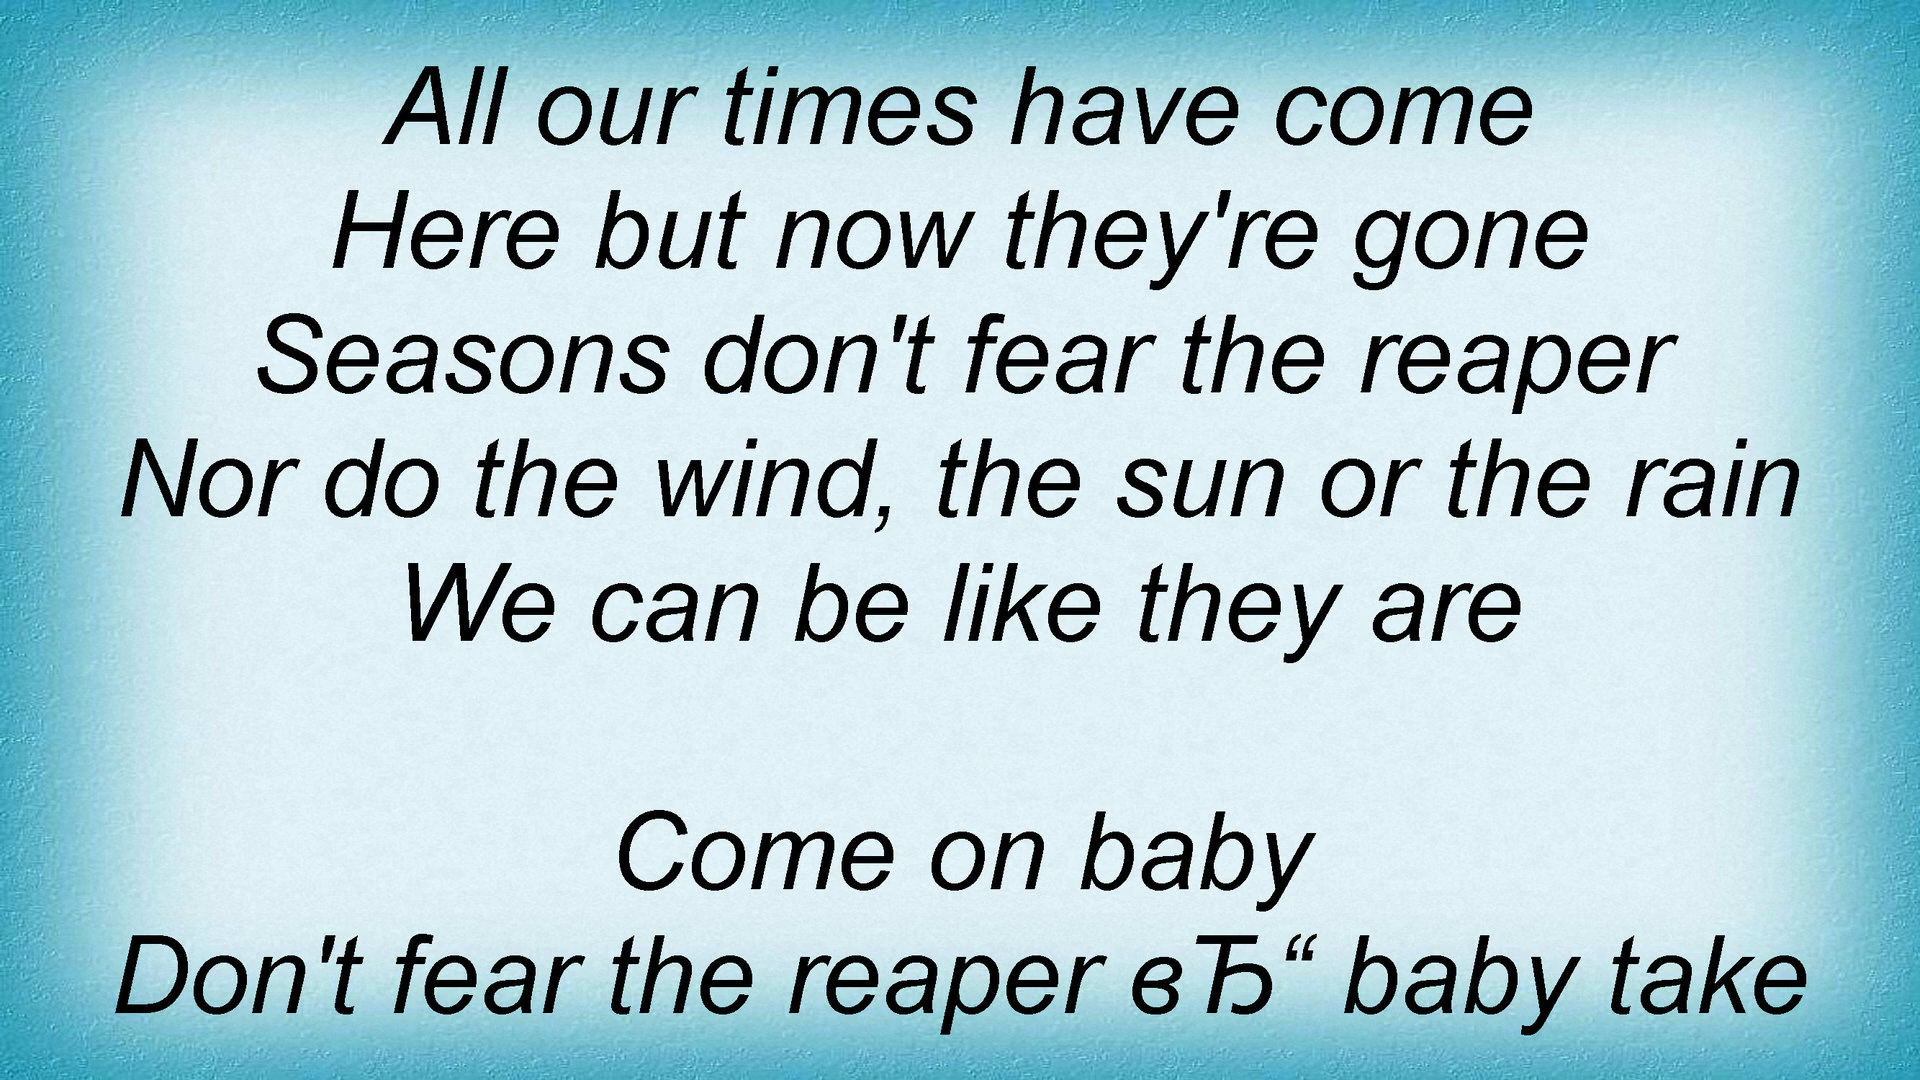 All our times have come
Here but now they're gone
Seasons don't fear the reaper
Nor do the wind, the sun or the rain
We can be like they are
Come on baby
Don't fear the reaper вЂ“ baby take